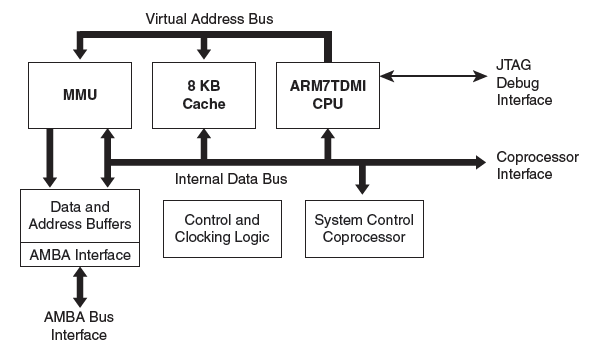 Virtual Address Bus
MMU
8 KB
Cache
ARM7TDMI
CPU
JTAG
Debug
Interface
Coprocessor
Interface
Internal Data Bus
Data and
Address Buffers
AMBA Interface
Control and
Clocking Logic
System Control
Coprocessor
AMBA Bus
Interface